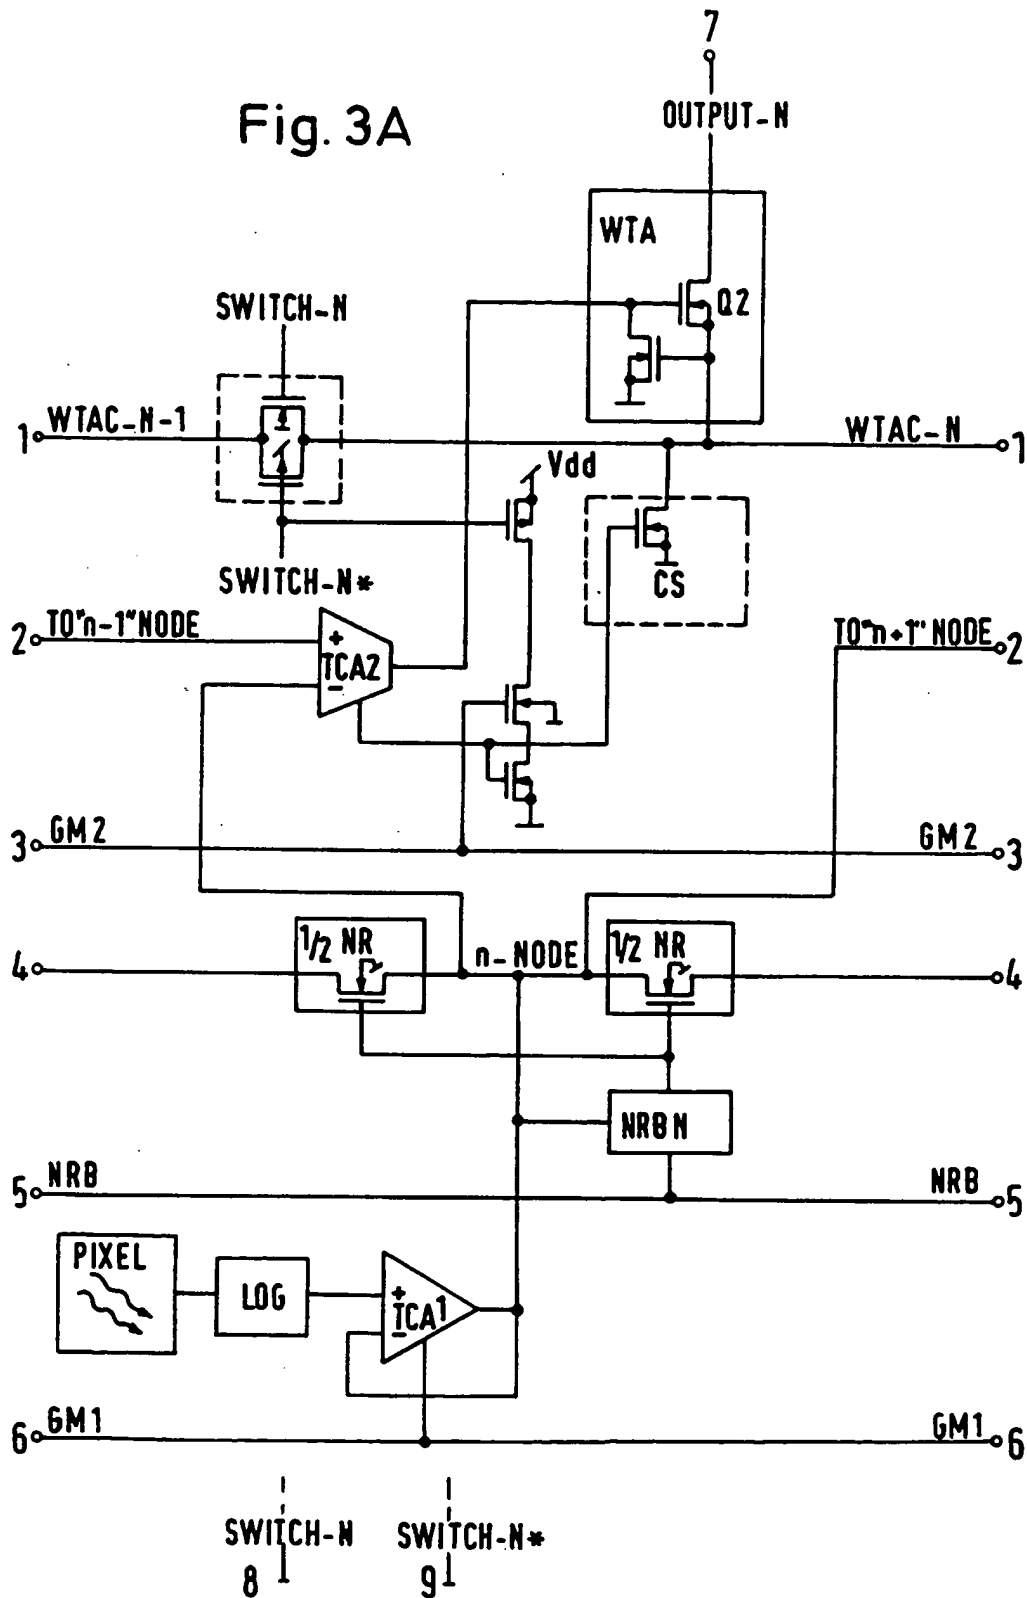 7
OUTPUT-N
Fig. 3A
WTA
Q2
SWITCH-N
1 WTAC-N-1
WTAC-N 1
Vdd
CS
SWITCH-N*
2 TO"n-1"NODE
TO"n+1"NODE 2
+
TCA2
-
3 GM2
GM2 3
1/2 NR
n-NODE
1/2 NR
4
4
NRBN
5 NRB
NRB 5
PIXEL
LOG
+
TCA1
-
6 GM1
GM1 6
SWITCH-N
SWITCH-N*
8
9